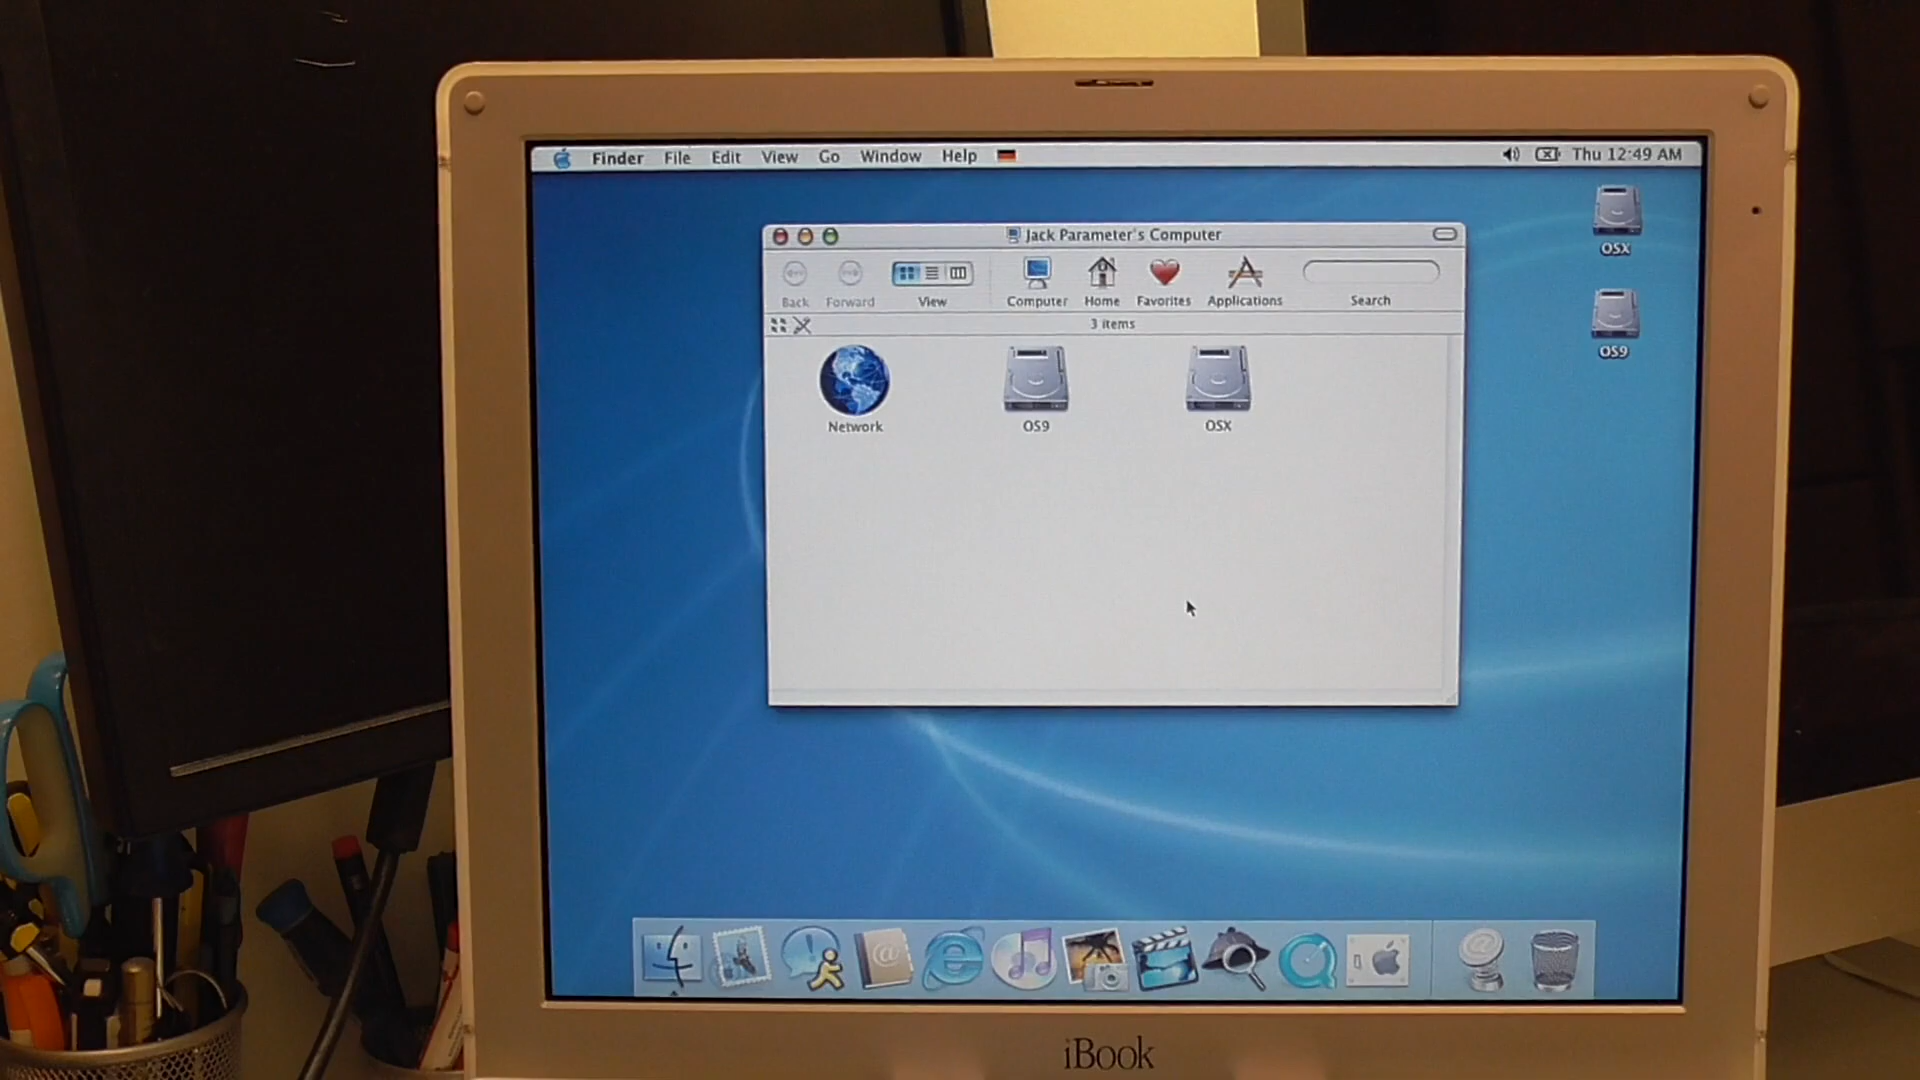 Finder File Edit View Go Window Help Thu 12:49 AM
OSX
OS9
Jack Parameter's Computer
Back Forward View Computer Home Favorites Applications Search
3 items
Network OS9 OSX
iBook